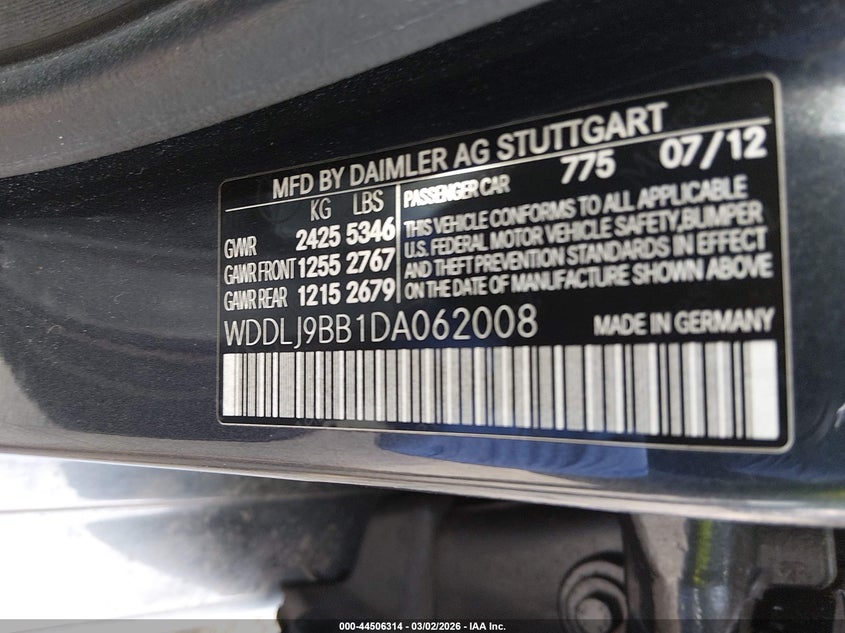 MFD BY DAIMLER AG STUTTGART
775 07/12
KG LBS
GVWR 2425 5346
GAWR FRONT 1255 2767
GAWR REAR 1215 2679
PASSENGER CAR
THIS VEHICLE CONFORMS TO ALL APPLICABLE
U.S. FEDERAL MOTOR VEHICLE SAFETY,BUMPER
AND THEFT PREVENTION STANDARDS IN EFFECT
ON THE DATE OF MANUFACTURE SHOWN ABOVE
WDDLJ9BB1DA062008
MADE IN GERMANY
000-44506314 | 03/02/2026 - IAA Inc.